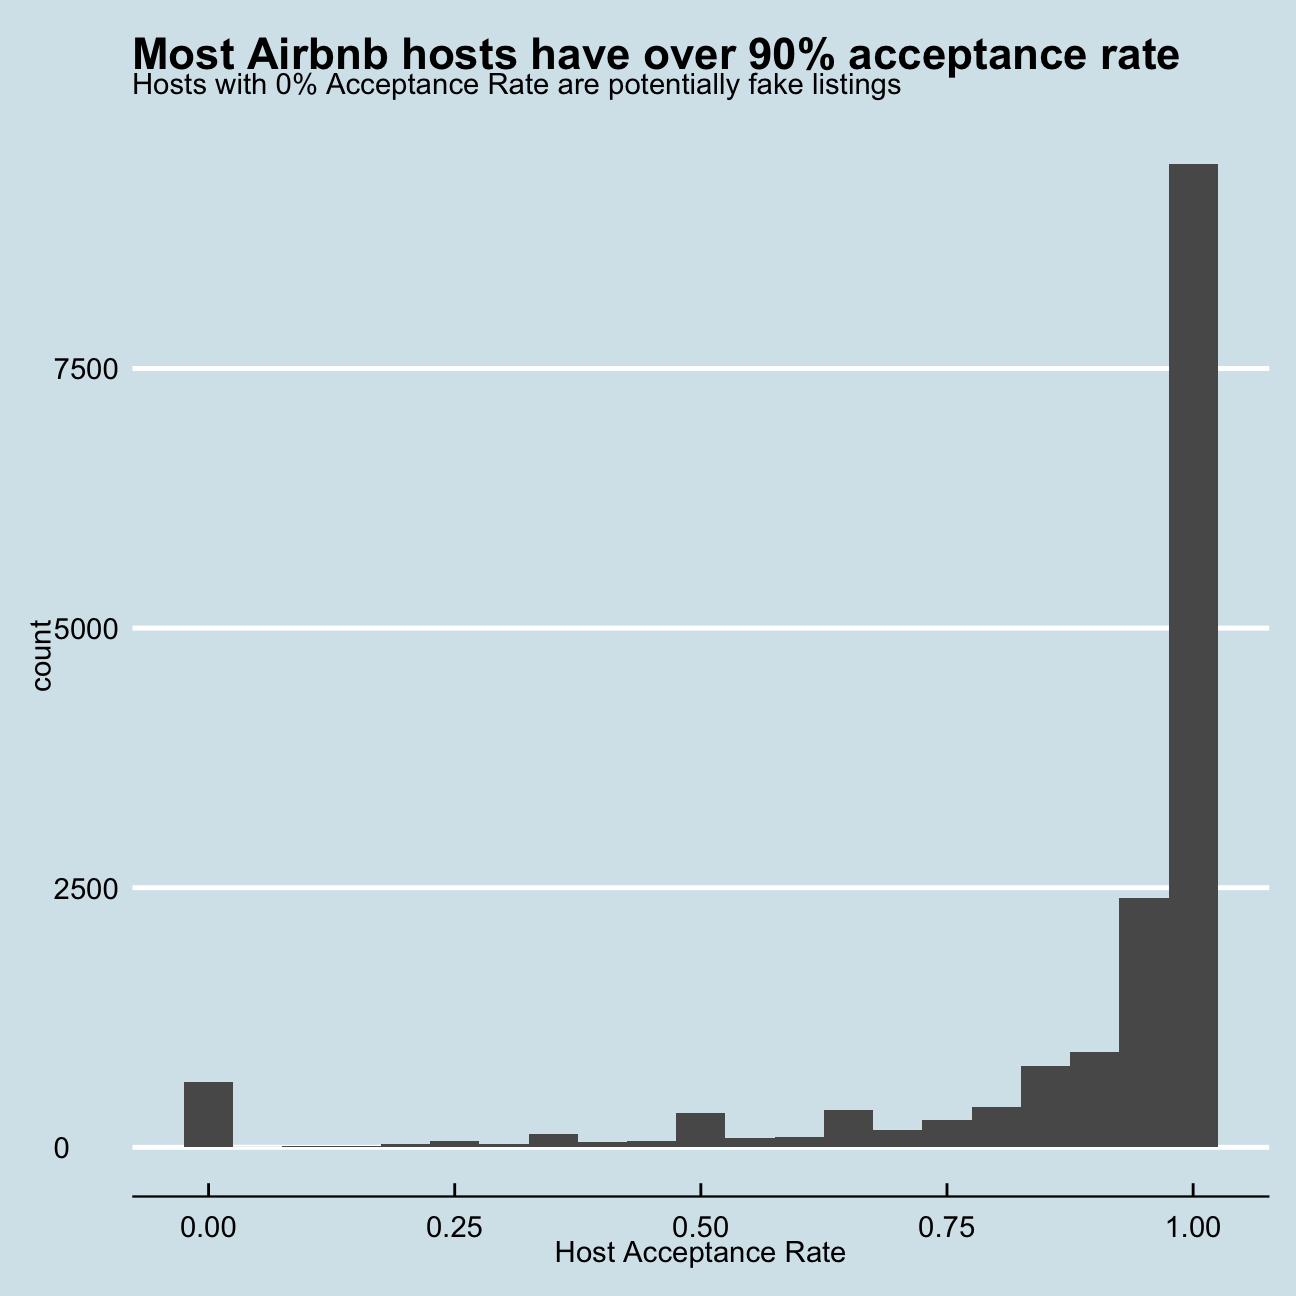 Most Airbnb hosts have over 90% acceptance rate
Hosts with 0% Acceptance Rate are potentially fake listings
7500
5000
2500
0
count
0.00 0.25 0.50 0.75 1.00
Host Acceptance Rate